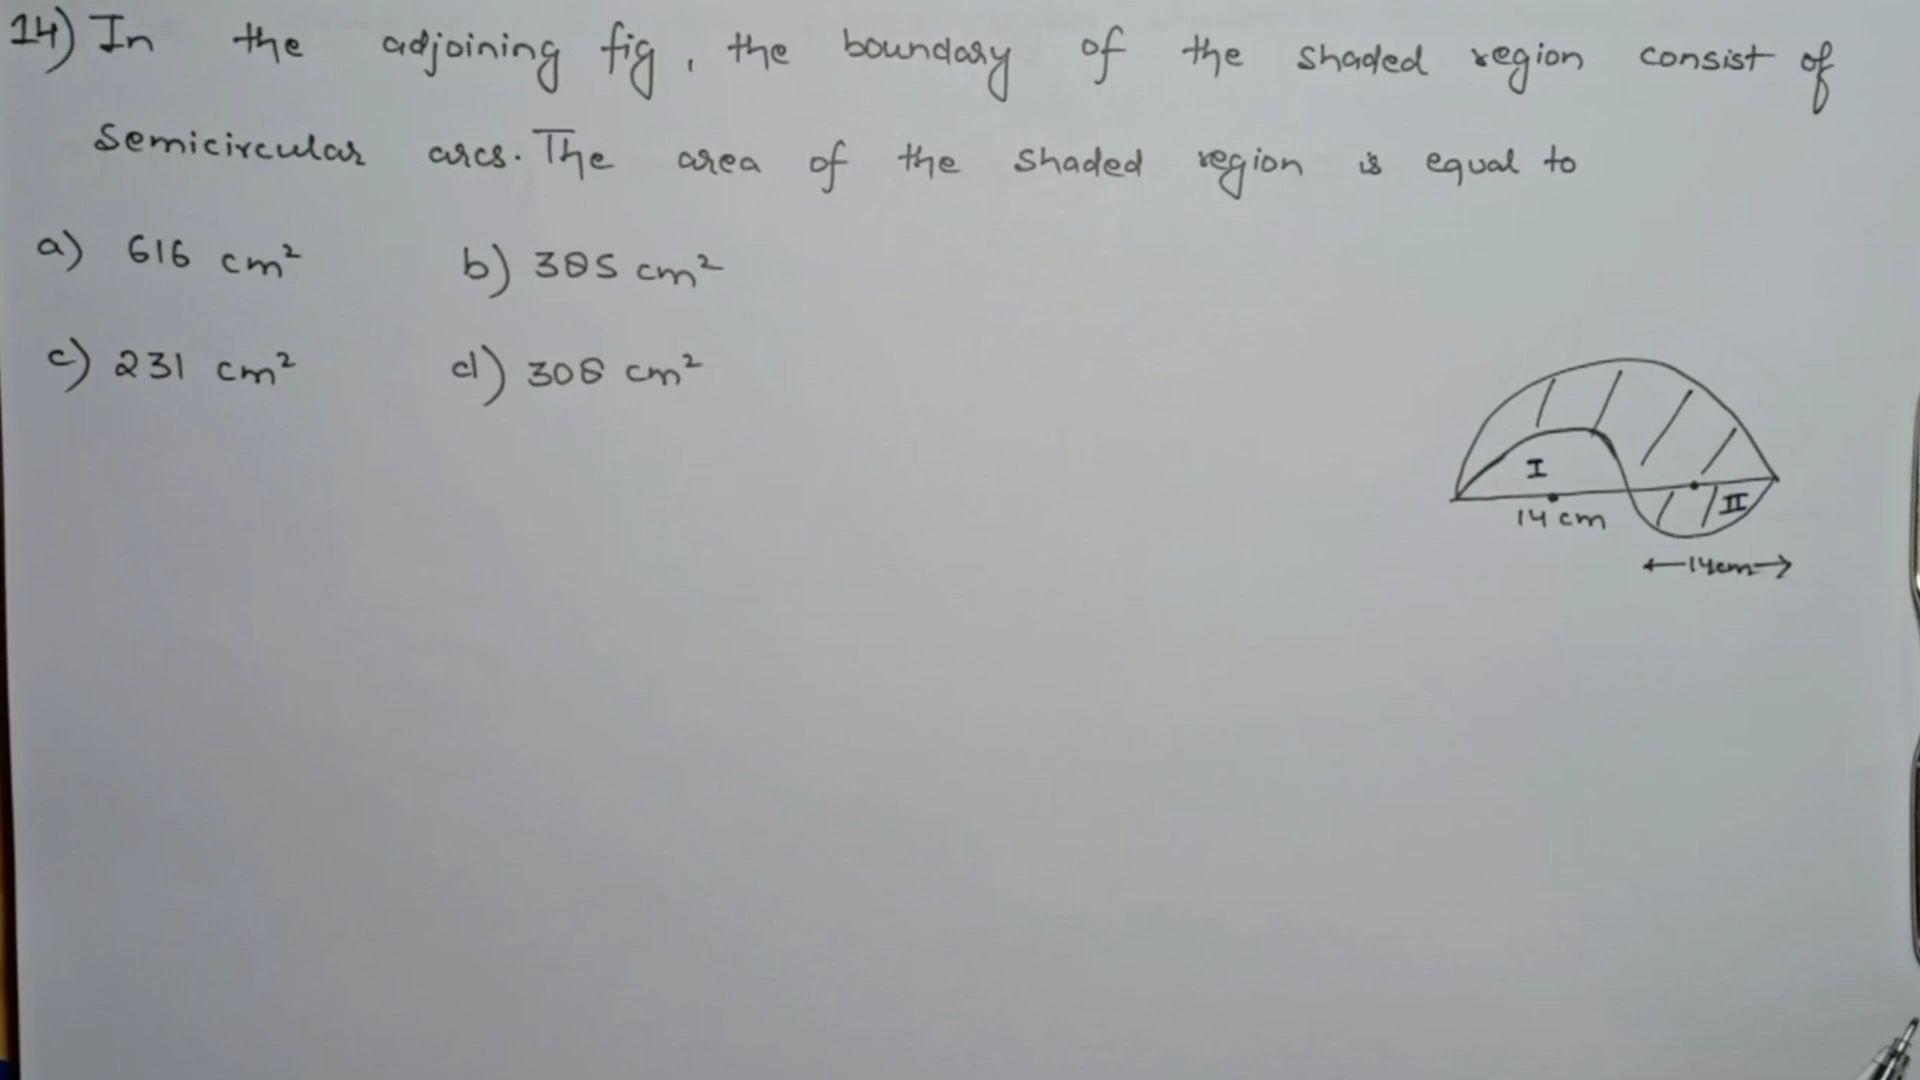 14) In the adjoining fig, the boundary of the shaded region consist of
semicircular arcs. The area of the shaded region is equal to
a) 616 cm² b) 385 cm²
c) 231 cm² d) 308 cm²
I
II
14 cm
14cm